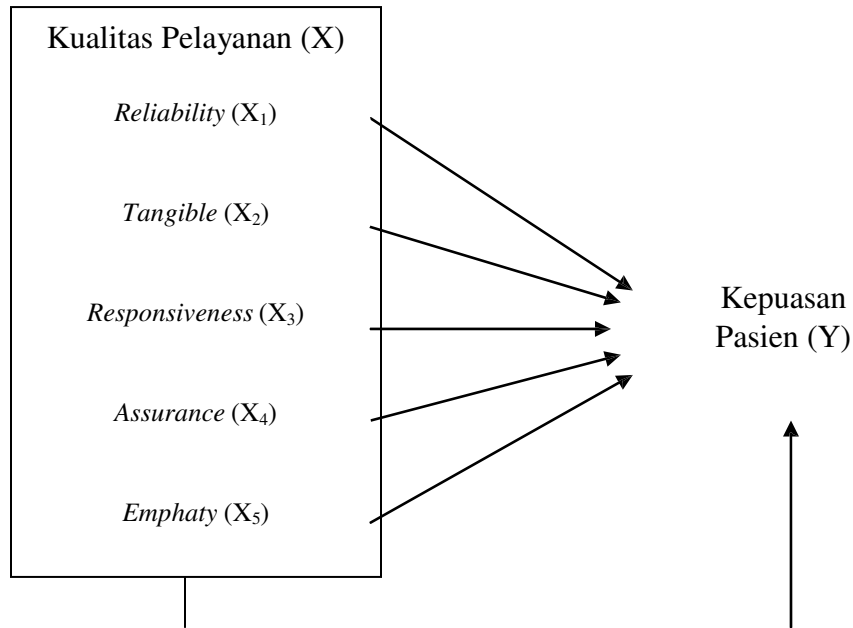 Kualitas Pelayanan (X)
Reliability (X₁)
Tangible (X₂)
Responsiveness (X₃)
Assurance (X₄)
Emphaty (X₅)
Kepuasan
Pasien (Y)